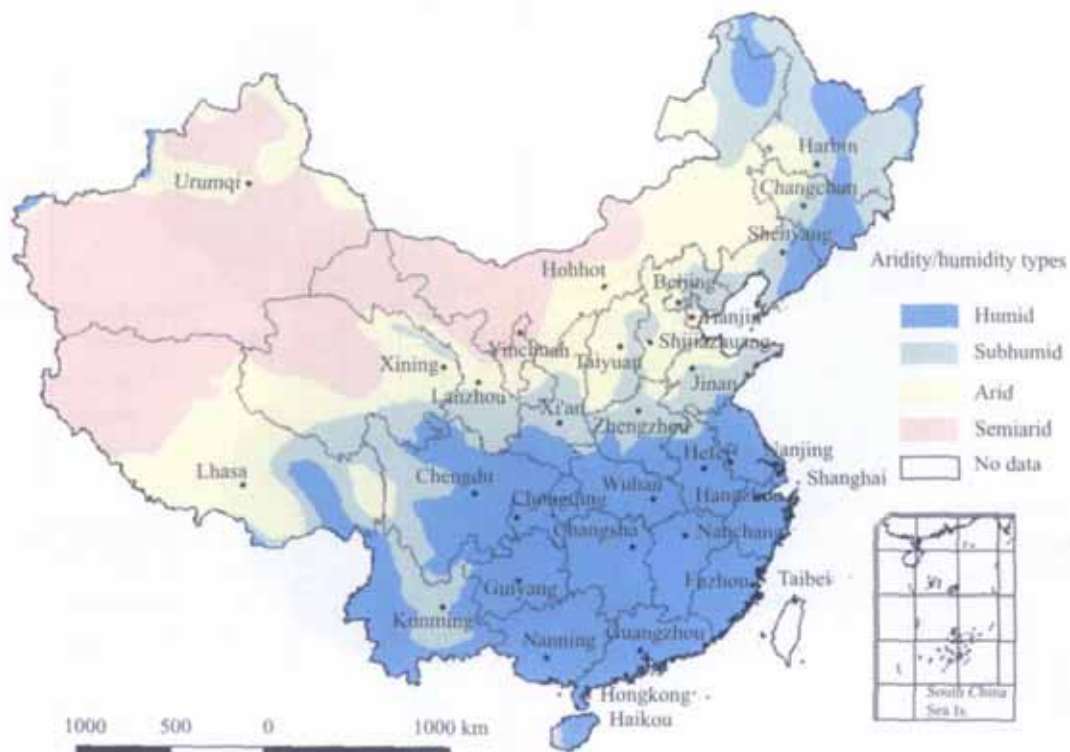 Harbin
Urumqi
Changchun
Shenyang
Aridity/humidity types
Hohhot
Beijing
Humid
Tianjin
Yinchuan
Shijiazhuang
Subhumid
Xining
Taiyuan
Lanzhou
Jinan
Arid
Xi'an
Zhengzhou
Semiarid
Hefei
Nanjing
No data
Lhasa
Chengdu
Shanghai
Chongqing
Wuhan
Hangzhou
Changsha
Nanchang
Guiyang
Fuzhou
Taibei
Kunming
Nanning
Guangzhou
Hongkong
South China
Sea Is.
Haikou
1000 500 0 1000 km